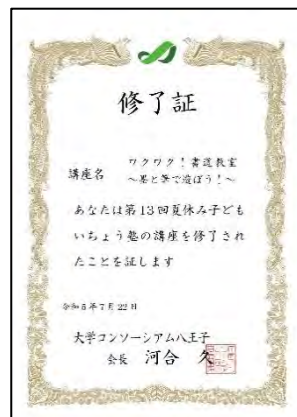 修了証
講座名
ワクワク！書道教室
～墨と筆で遊ぼう！～
あなたは第13回夏休み子ども
いちょう塾の講座を修了され
たことを証します
令和5年7月22日
大学コンソーシアム八王子
会長 河合 久